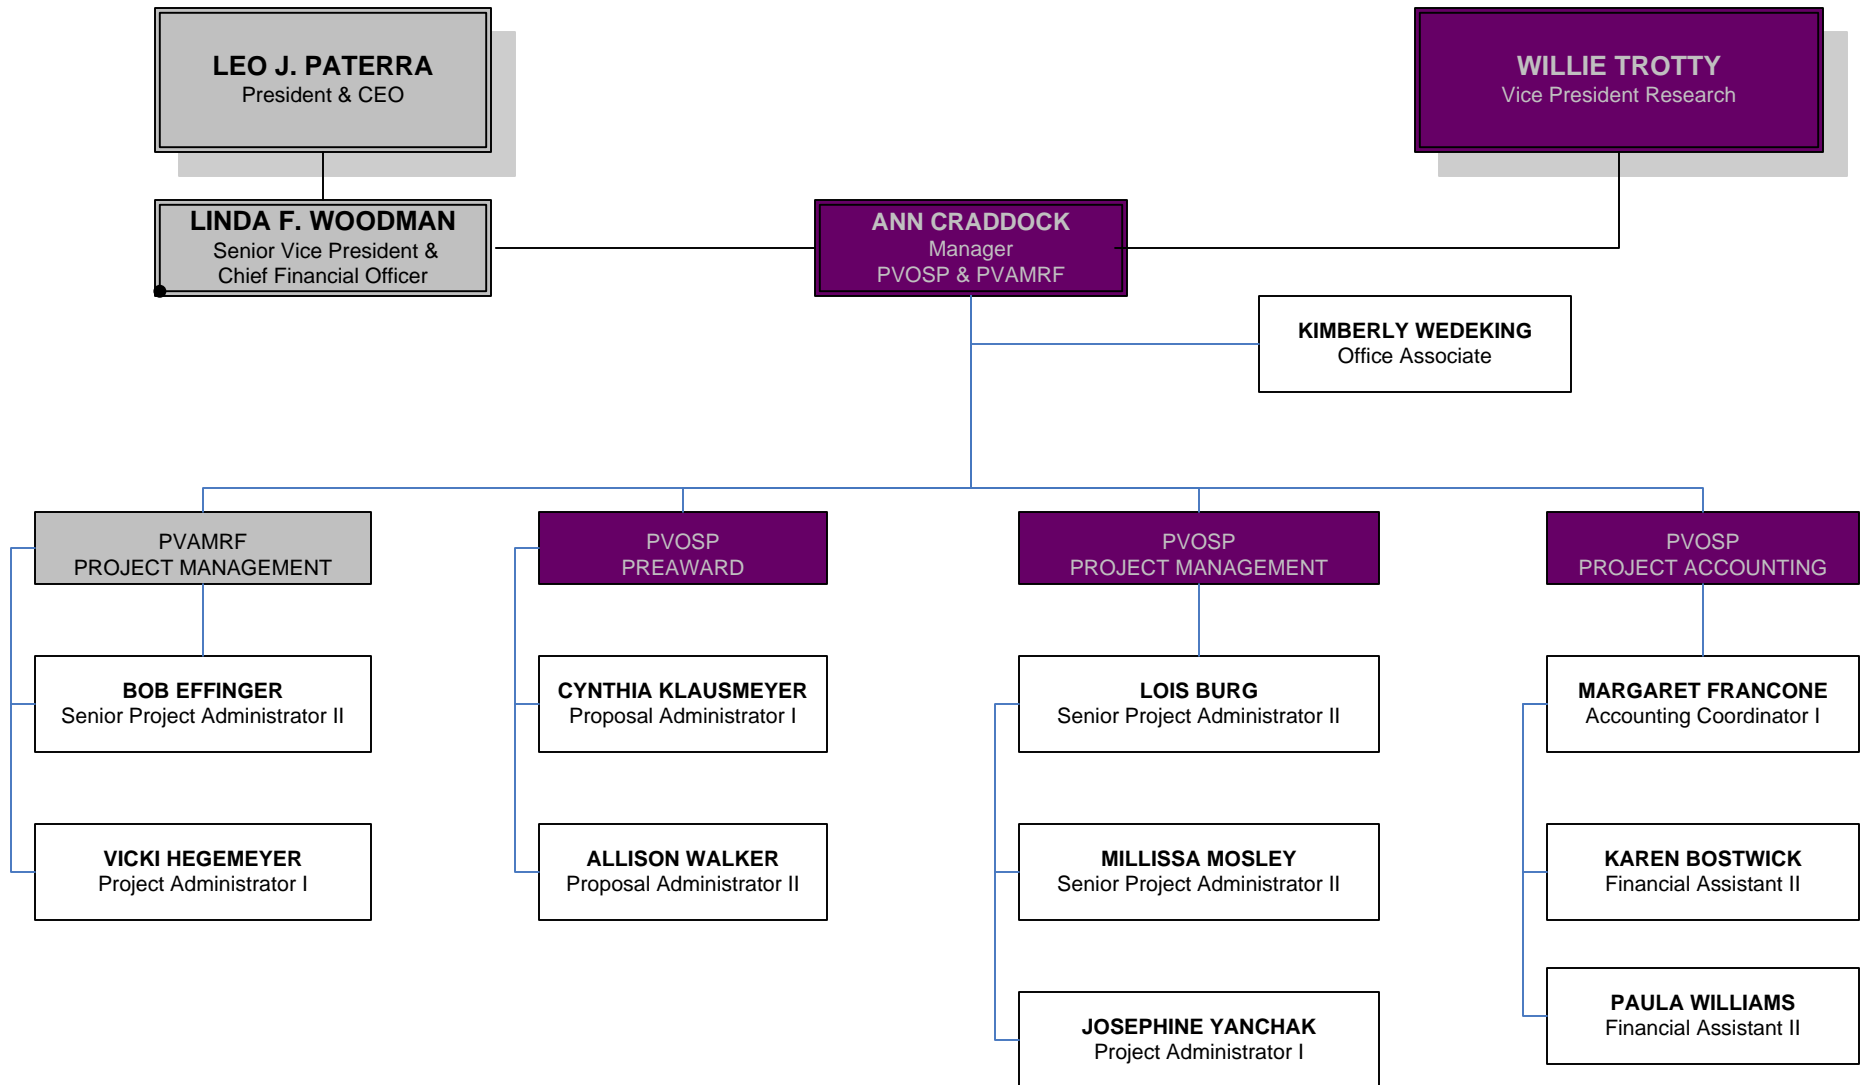 LEO J. PATERRA
President & CEO
WILLIE TROTTY
Vice President Research
LINDA F. WOODMAN
Senior Vice President &
Chief Financial Officer
ANN CRADDOCK
Manager
PVOSP & PVAMRF
KIMBERLY WEDEKING
Office Associate
PVAMRF
PROJECT MANAGEMENT
PVOSP
PREAWARD
PVOSP
PROJECT MANAGEMENT
PVOSP
PROJECT ACCOUNTING
BOB EFFINGER
Senior Project Administrator II
CYNTHIA KLAUSMEYER
Proposal Administrator I
LOIS BURG
Senior Project Administrator II
MARGARET FRANCONE
Accounting Coordinator I
VICKI HEGEMEYER
Project Administrator I
ALLISON WALKER
Proposal Administrator II
MILLISSA MOSLEY
Senior Project Administrator II
KAREN BOSTWICK
Financial Assistant II
JOSEPHINE YANCHAK
Project Administrator I
PAULA WILLIAMS
Financial Assistant II